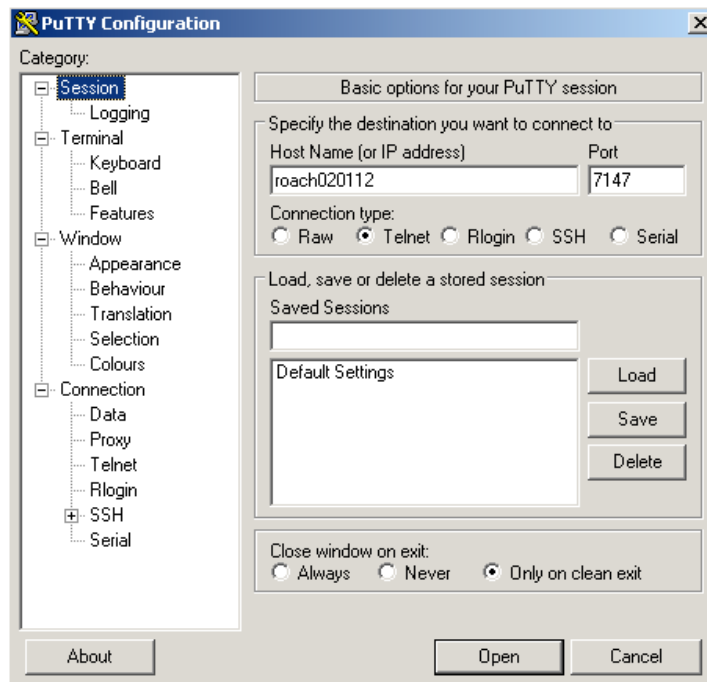 PuTTY Configuration
Category:
Session
Logging
Terminal
Keyboard
Bell
Features
Window
Appearance
Behaviour
Translation
Selection
Colours
Connection
Data
Proxy
Telnet
Rlogin
SSH
Serial
Basic options for your PuTTY session
Specify the destination you want to connect to
Host Name (or IP address) Port
roach020112 7147
Connection type:
Raw Telnet Rlogin SSH Serial
Load, save or delete a stored session
Saved Sessions
Default Settings
Load
Save
Delete
Close window on exit:
Always Never Only on clean exit
About Open Cancel